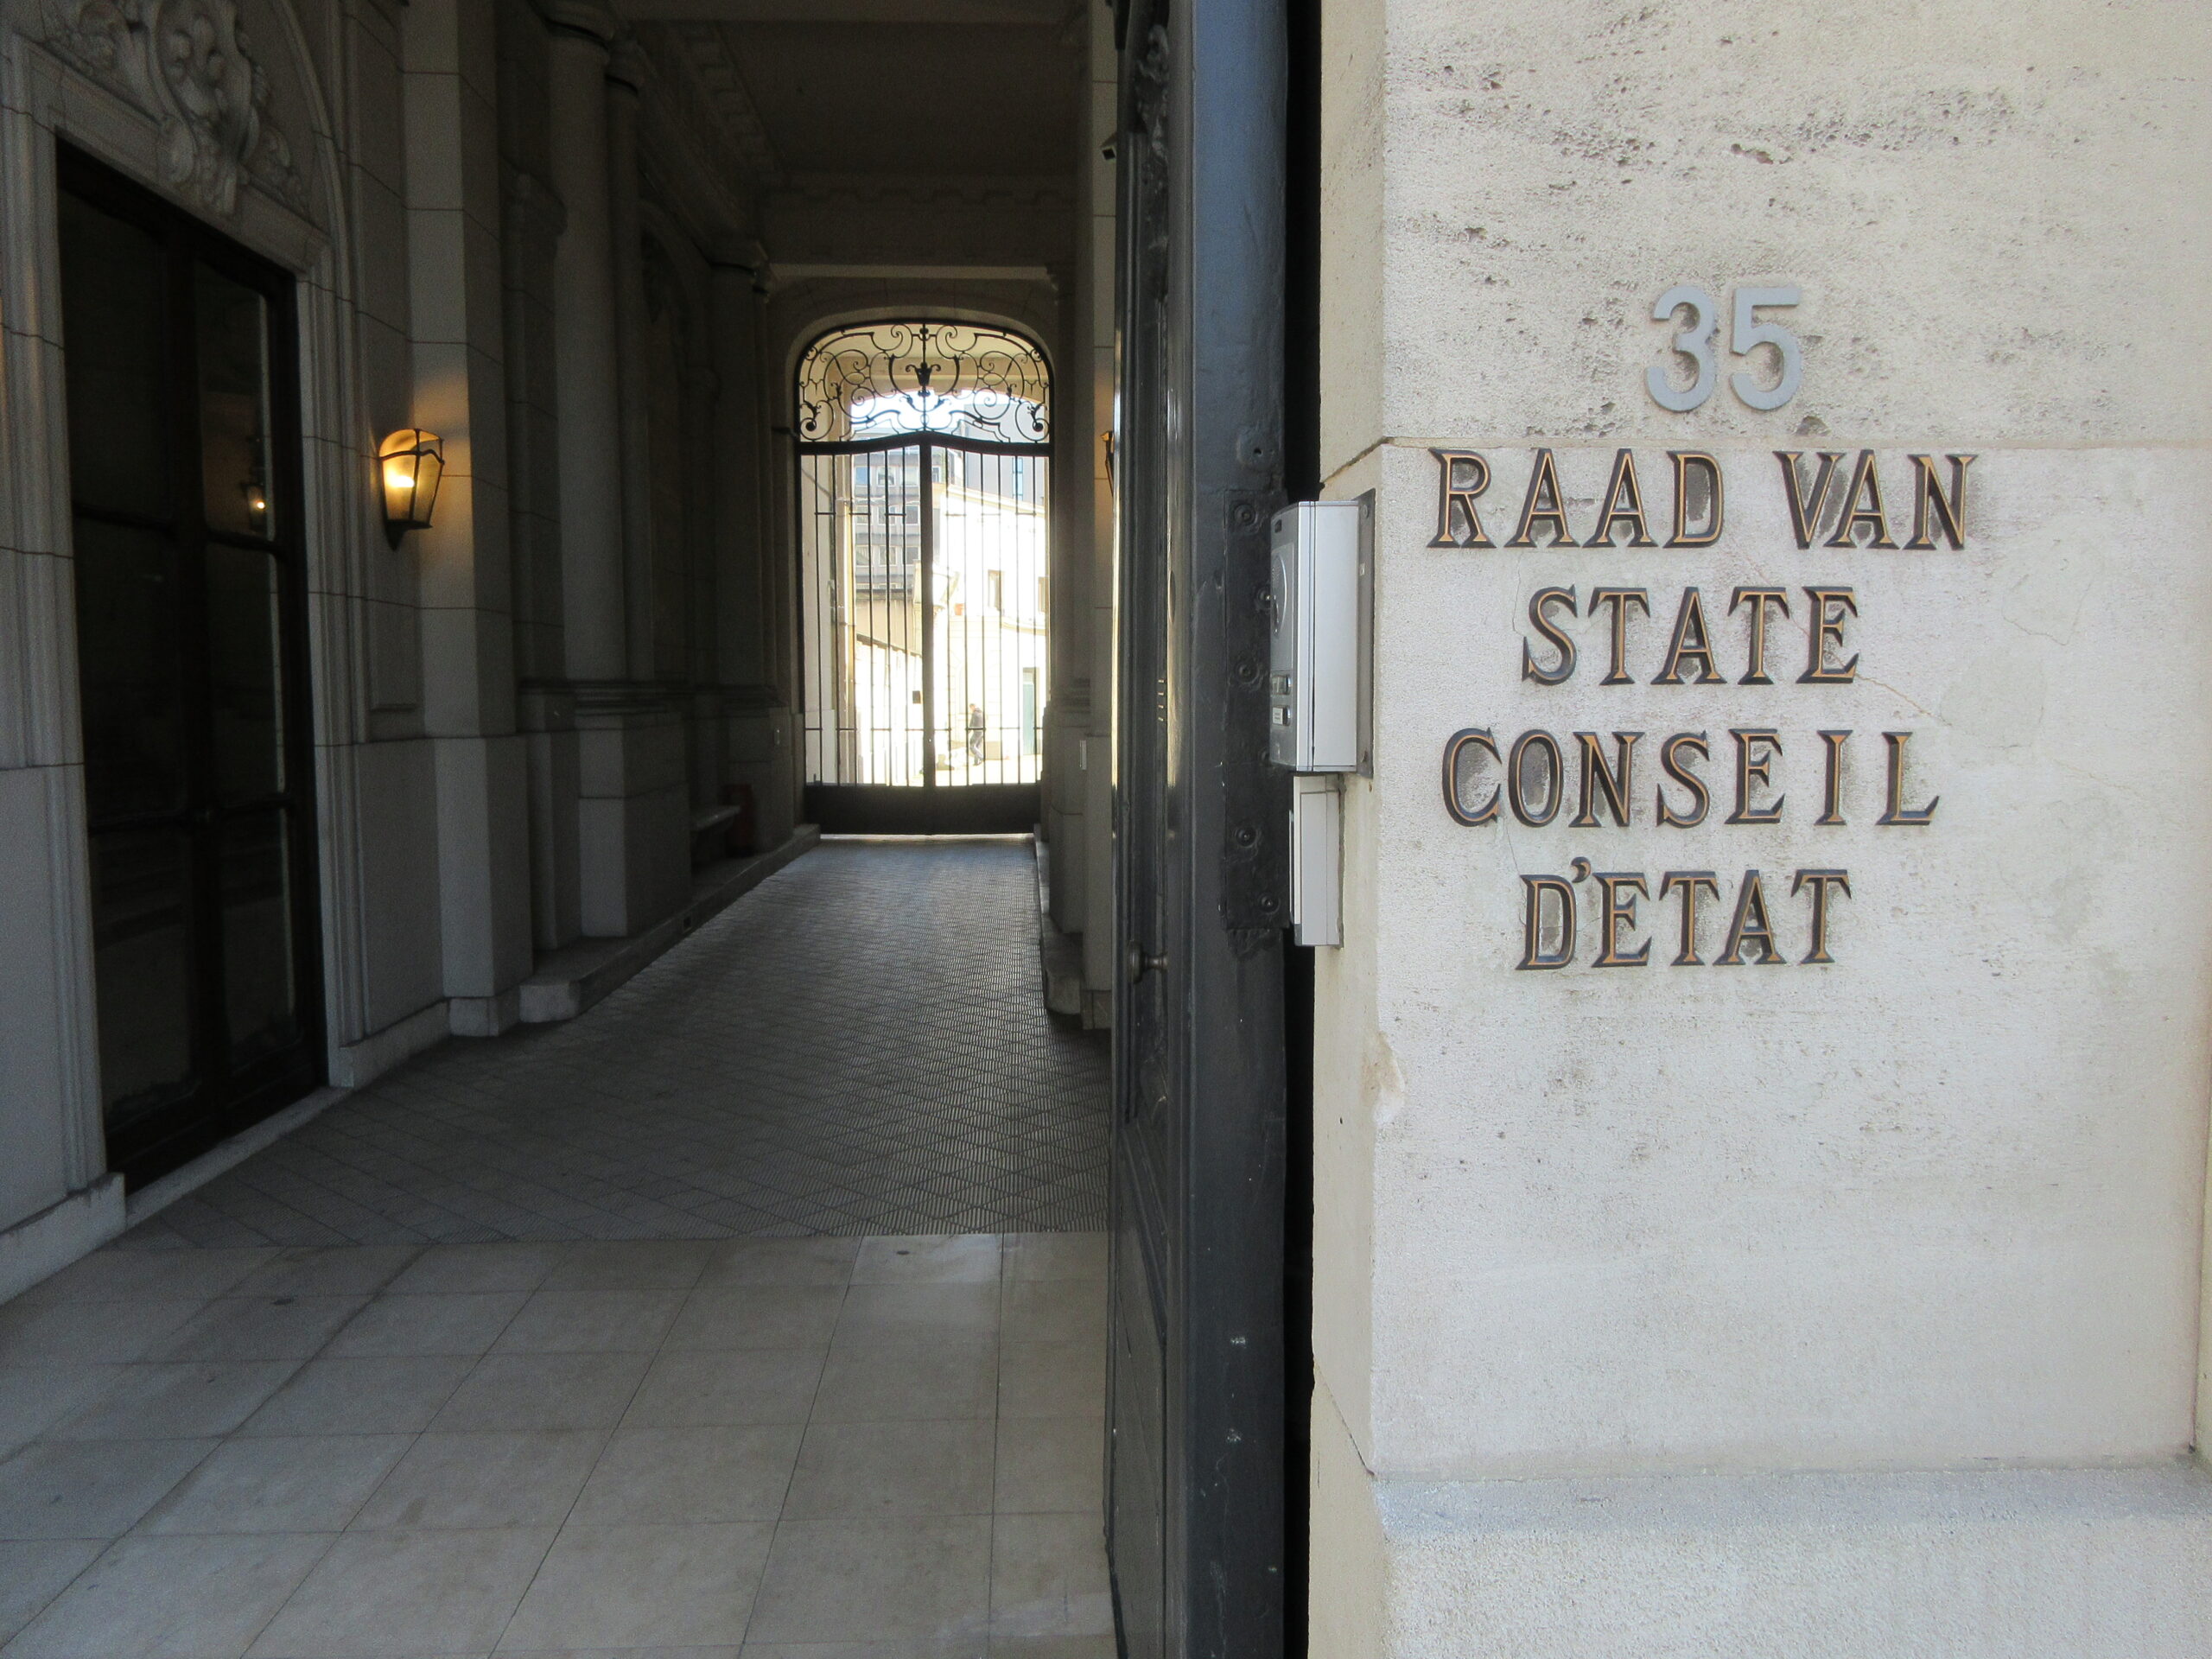 35
RAAD VAN
STATE
CONSEIL
D'ETAT